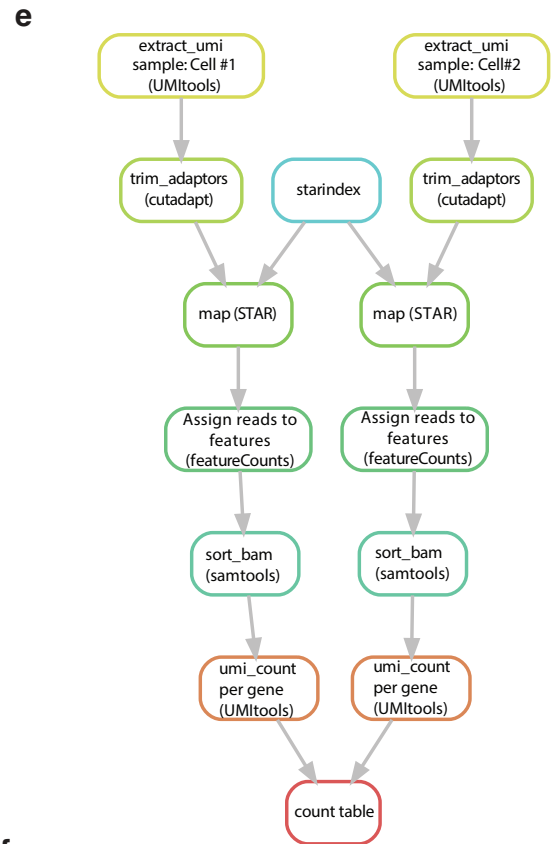 e
extract_umi
sample: Cell #1
(UMItools)
extract_umi
sample: Cell#2
(UMItools)
trim_adaptors
(cutadapt)
starindex
trim_adaptors
(cutadapt)
map (STAR)
map (STAR)
Assign reads to
features
(featureCounts)
Assign reads to
features
(featureCounts)
sort_bam
(samtools)
sort_bam
(samtools)
umi_count
per gene
(UMItools)
umi_count
per gene
(UMItools)
count table